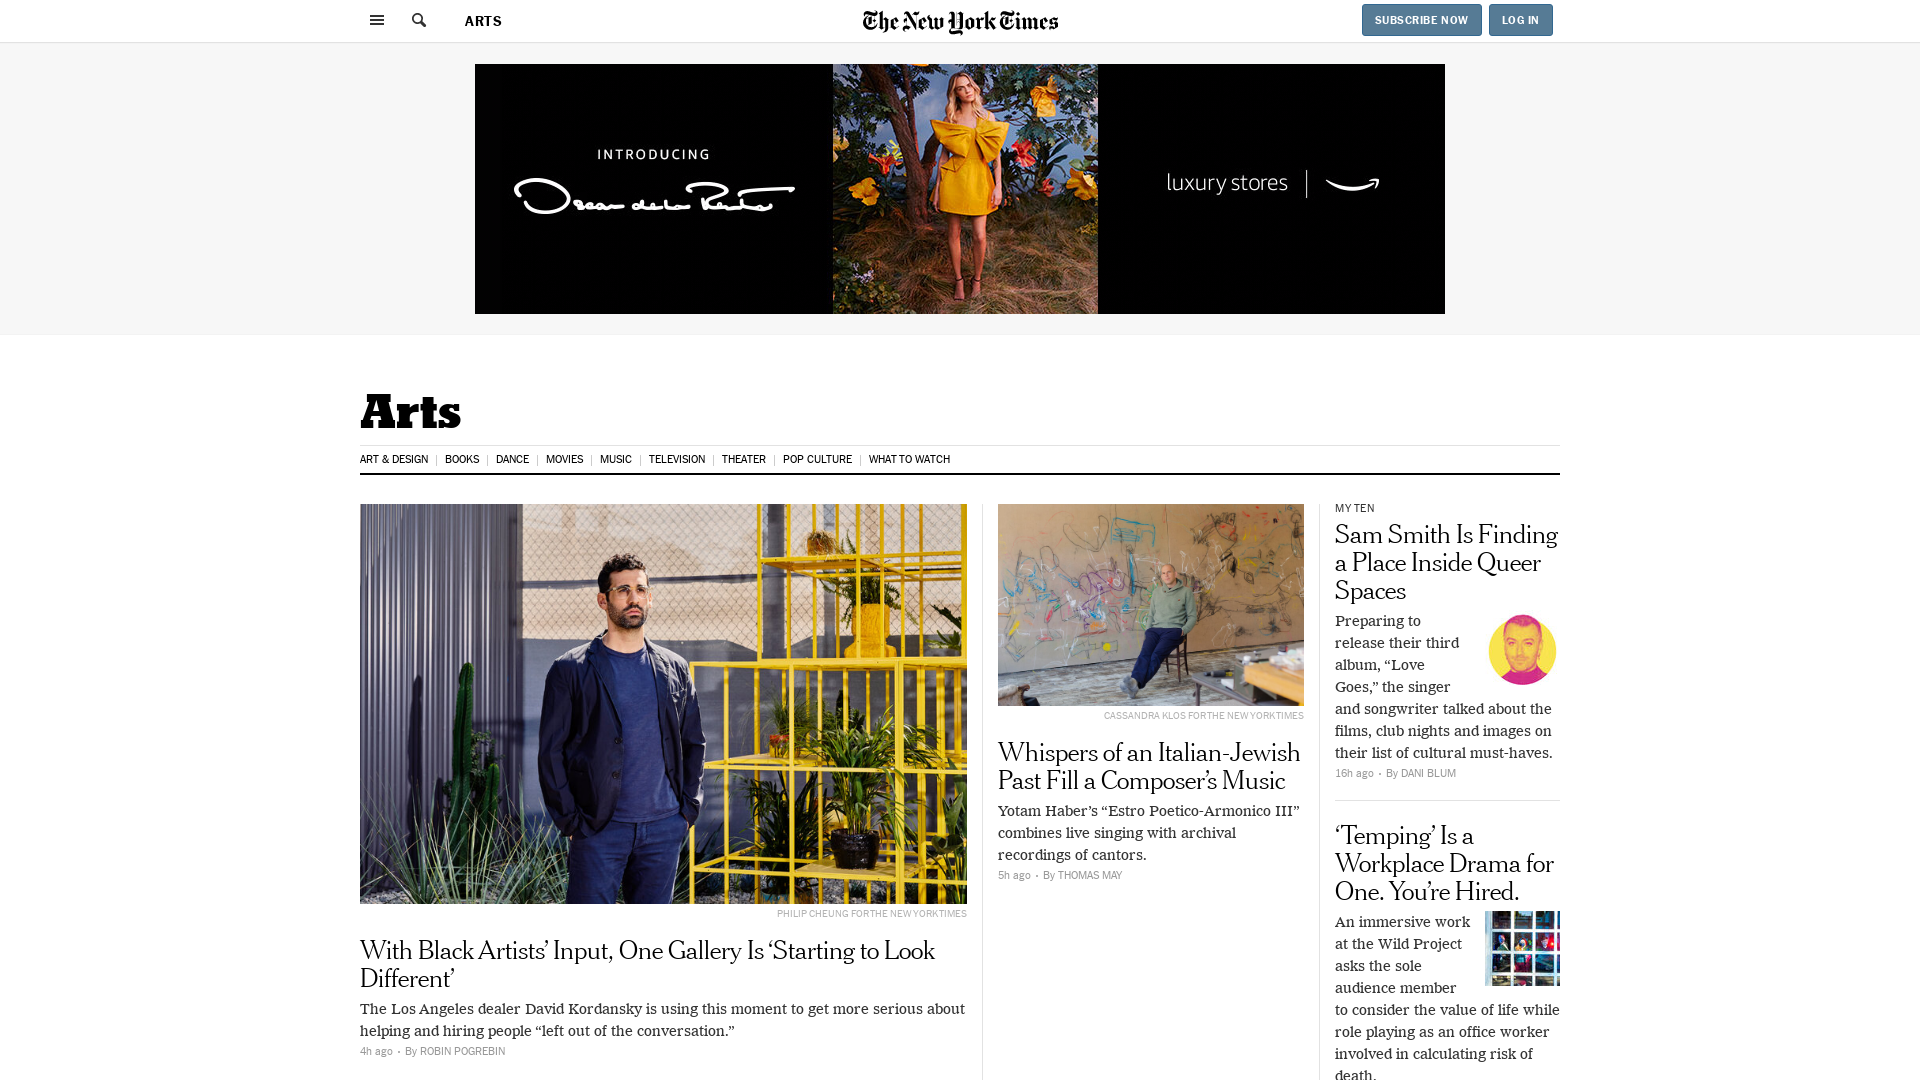 ARTS
The New York Times
SUBSCRIBE NOW
LOG IN
INTRODUCING
Oscar de la Renta
luxury stores
Arts
ART & DESIGN
BOOKS
DANCE
MOVIES
MUSIC
TELEVISION
THEATER
POP CULTURE
WHAT TO WATCH
PHILIP CHEUNG FOR THE NEW YORK TIMES
With Black Artists’ Input, One Gallery Is ‘Starting to Look
Different’
The Los Angeles dealer David Kordansky is using this moment to get more serious about
helping and hiring people “left out of the conversation.”
4h ago · By ROBIN POGREBIN
CASSANDRA KLOS FOR THE NEW YORK TIMES
Whispers of an Italian-Jewish
Past Fill a Composer’s Music
Yotam Haber’s “Estro Poetico-Armonico III”
combines live singing with archival
recordings of cantors.
5h ago · By THOMAS MAY
MY TEN
Sam Smith Is Finding
a Place Inside Queer
Spaces
Preparing to
release their third
album, “Love
Goes,” the singer
and songwriter talked about the
films, club nights and images on
their list of cultural must-haves.
16h ago · By DANI BLUM
‘Temping’ Is a
Workplace Drama for
One. You’re Hired.
An immersive work
at the Wild Project
asks the sole
audience member
to consider the value of life while
role playing as an office worker
involved in calculating risk of
death.